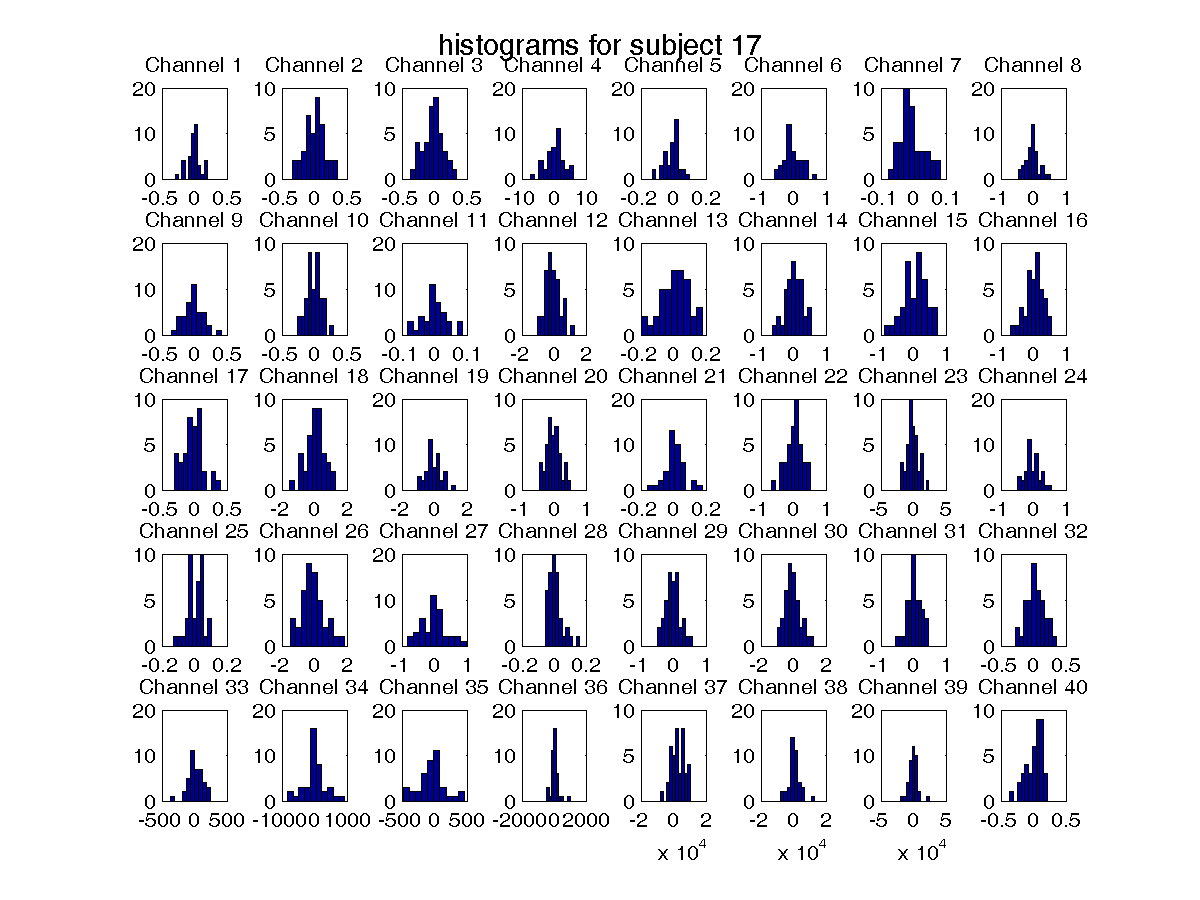 histograms for subject 17
Channel 1 Channel 2 Channel 3 Channel 4 Channel 5 Channel 6 Channel 7 Channel 8
20 10 10 20 20 20 10 20
10 5 5 10 10 10 5 10
0 0 0 0 0 0 0 0
-0.5 0 0.5 -0.5 0 0.5 -0.5 0 0.5 -10 0 10 -0.2 0 0.2 -1 0 1 -0.1 0 0.1 -1 0 1
Channel 9 Channel 10 Channel 11 Channel 12 Channel 13 Channel 14 Channel 15 Channel 16
20 10 20 10 10 10 10 10
10 5 10 5 5 5 5 5
0 0 0 0 0 0 0 0
-0.5 0 0.5 -0.5 0 0.5 -0.1 0 0.1 -2 0 2 -0.2 0 0.2 -1 0 1 -1 0 1 -1 0 1
Channel 17 Channel 18 Channel 19 Channel 20 Channel 21 Channel 22 Channel 23 Channel 24
10 10 20 10 20 10 10 20
5 5 10 5 10 5 5 10
0 0 0 0 0 0 0 0
-0.5 0 0.5 -2 0 2 -2 0 2 -1 0 1 -0.2 0 0.2 -1 0 1 -5 0 5 -1 0 1
Channel 25 Channel 26 Channel 27 Channel 28 Channel 29 Channel 30 Channel 31 Channel 32
10 10 20 10 10 10 10 10
5 5 10 5 5 5 5 5
0 0 0 0 0 0 0 0
-0.2 0 0.2 -2 0 2 -1 0 1 -0.2 0 0.2 -1 0 1 -2 0 2 -1 0 1 -0.5 0 0.5
Channel 33 Channel 34 Channel 35 Channel 36 Channel 37 Channel 38 Channel 39 Channel 40
20 20 20 20 10 20 20 10
10 10 10 10 5 10 10 5
0 0 0 0 0 0 0 0
-500 0 500 -1000 0 1000 -500 0 500 -2000 0 2000 -2 0 2 -2 0 2 -5 0 5 -0.5 0 0.5
x 10⁴ x 10⁴ x 10⁴